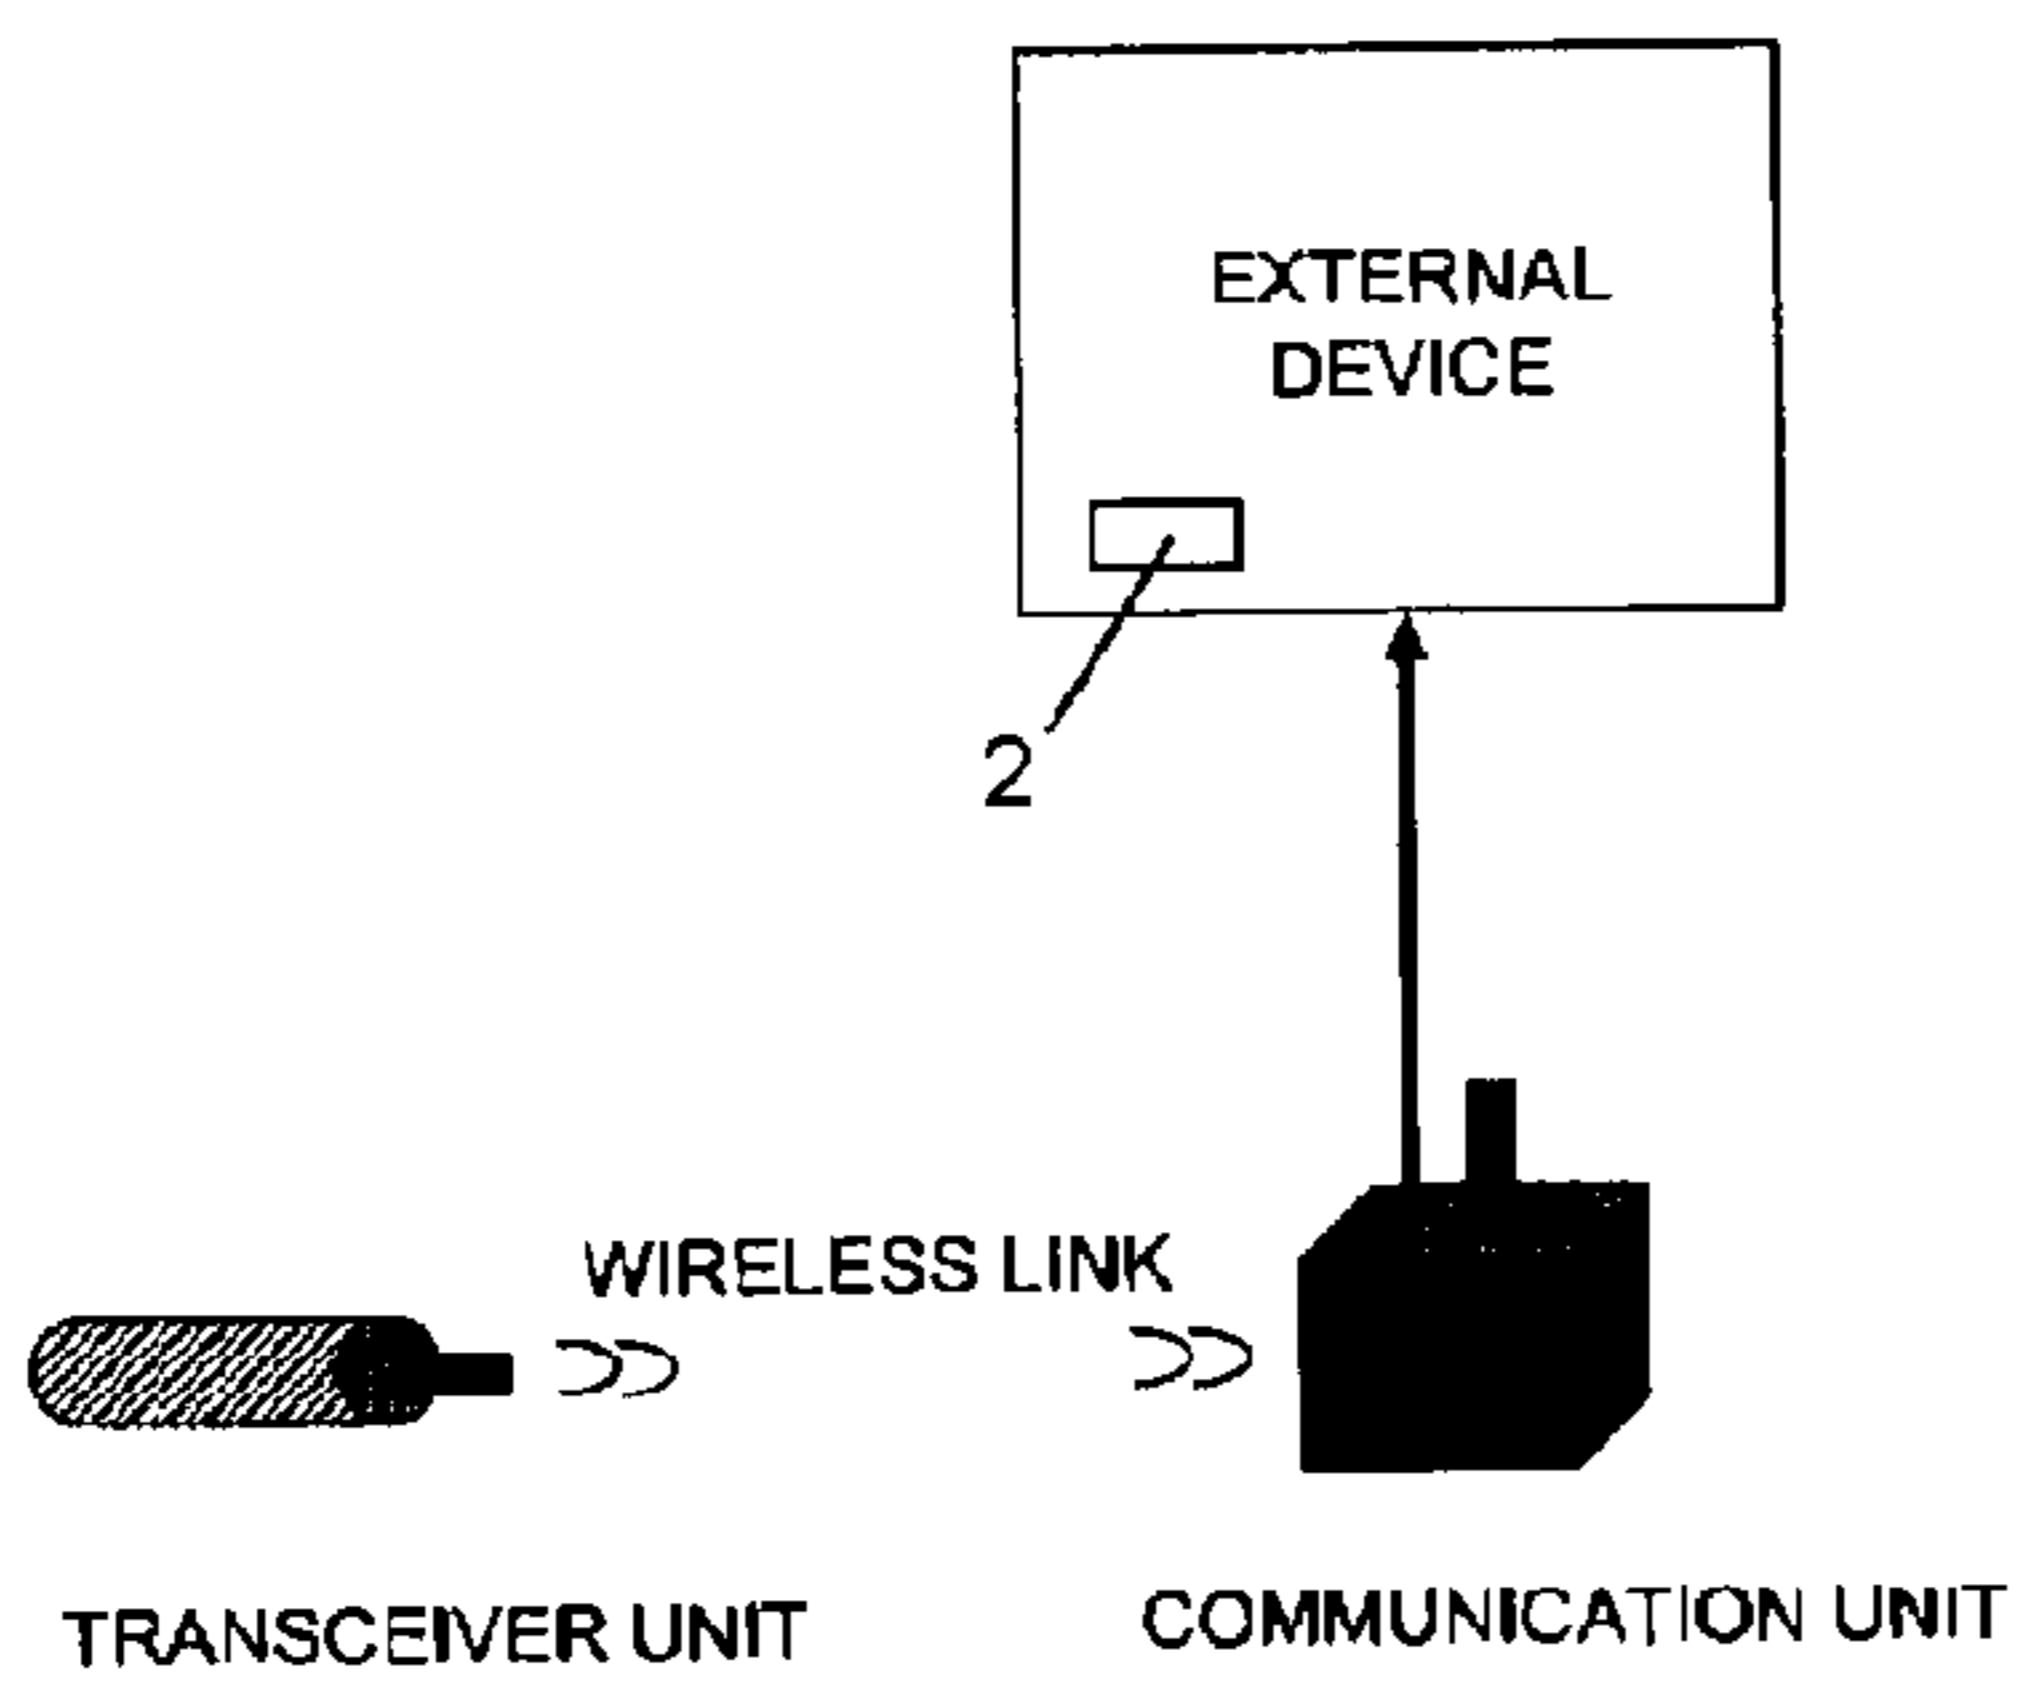 EXTERNAL
DEVICE
2
WIRELESS LINK
TRANSCEIVER UNIT
COMMUNICATION UNIT